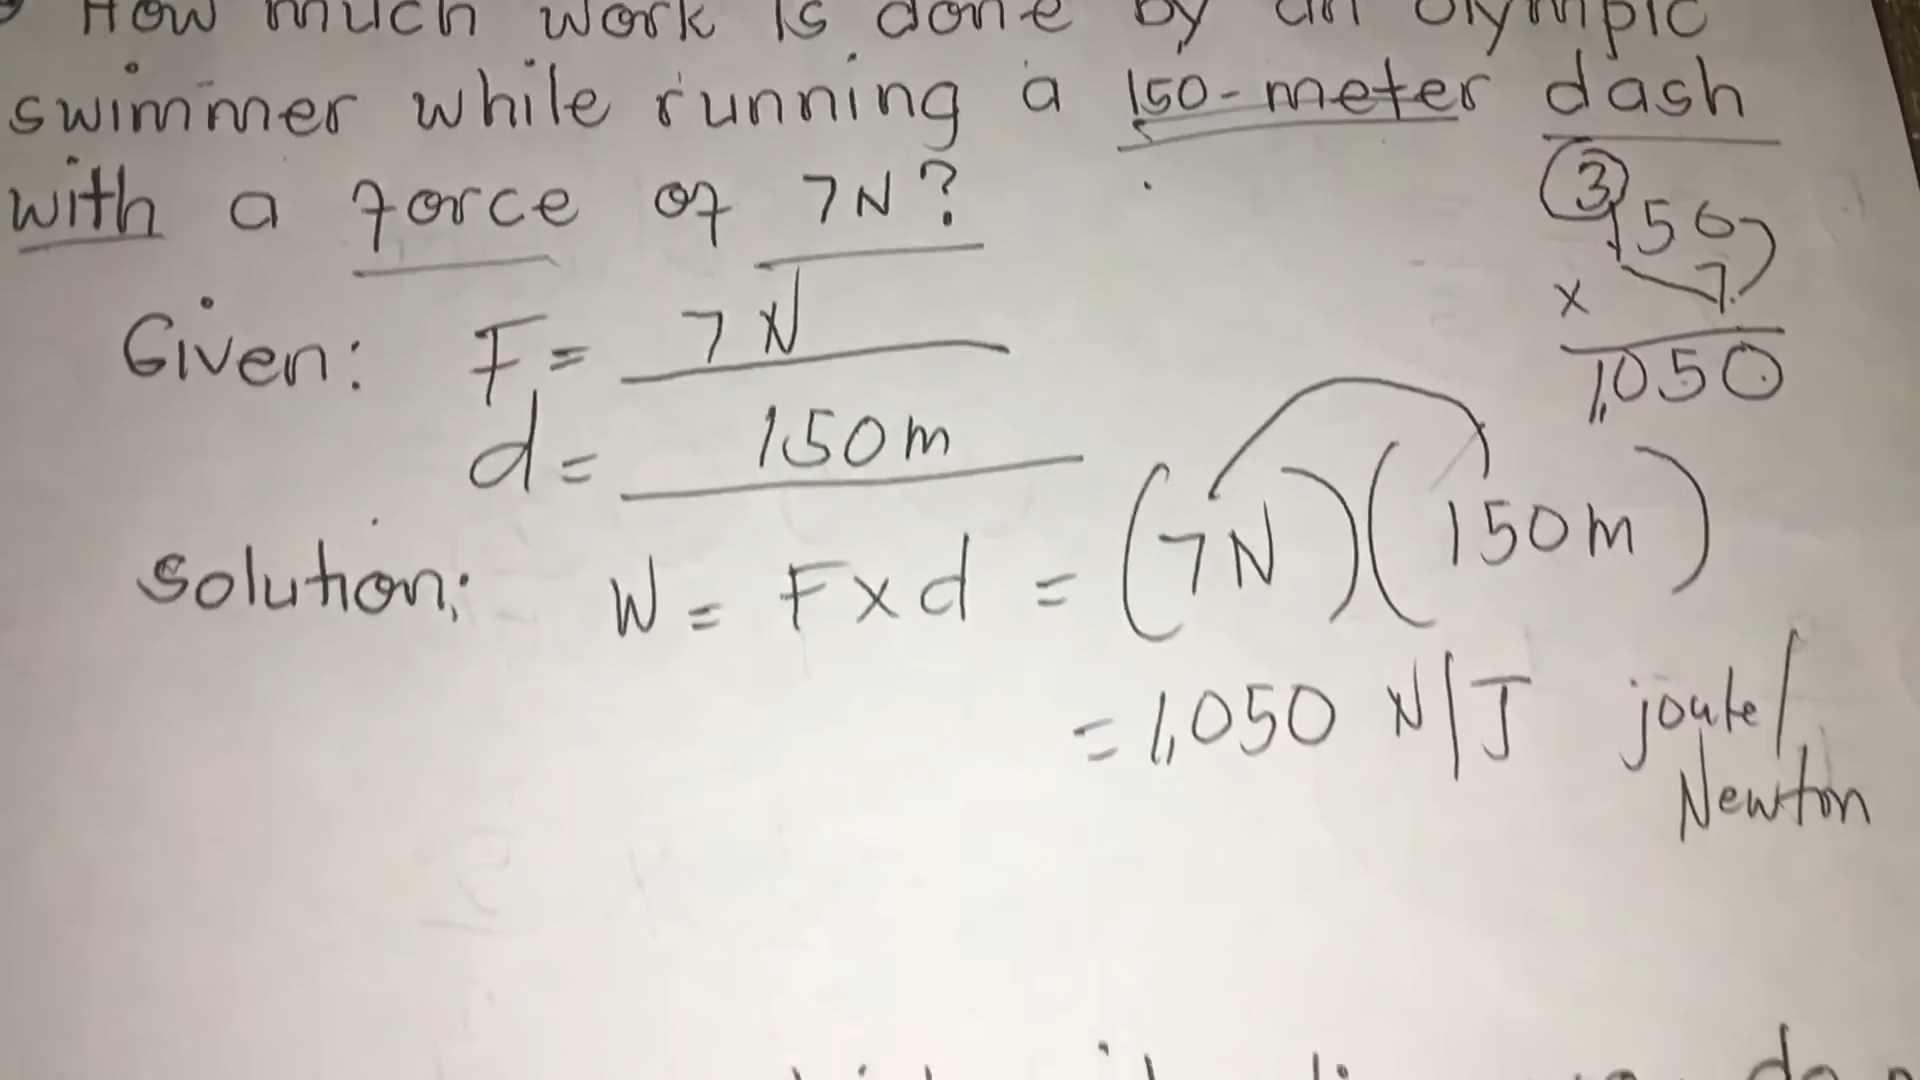 How much work is done by an olympic
swimmer while running a 150-meter dash
with a force of 7N?
3
150
x 7
1,050
Given: F = 7N
d = 150m
Solution: W = F x d = (7N)(150m)
= 1,050 N/J joule/
Newton